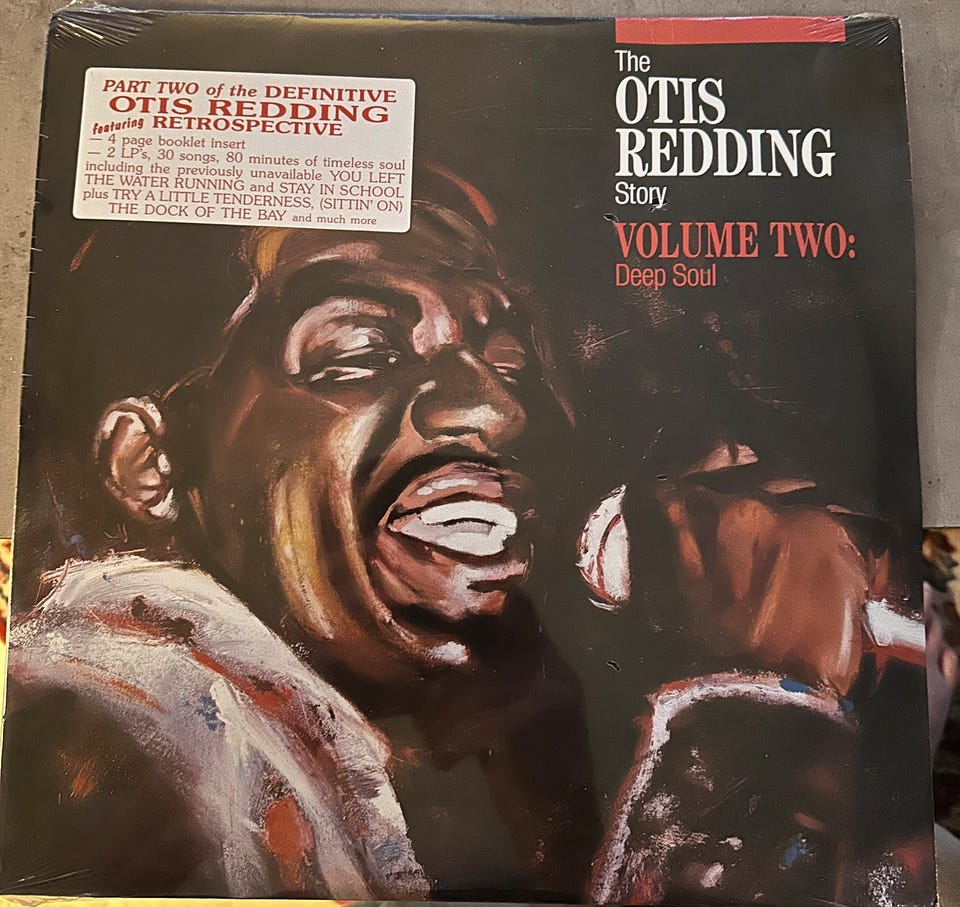 PART TWO of the DEFINITIVE
OTIS REDDING
featuring RETROSPECTIVE
— 4 page booklet insert
— 2 LP's, 30 songs, 80 minutes of timeless soul
including the previously unavailable YOU LEFT
THE WATER RUNNING and STAY IN SCHOOL
plus TRY A LITTLE TENDERNESS, (SITTIN' ON)
THE DOCK OF THE BAY and much more
The
OTIS
REDDING
Story
VOLUME TWO:
Deep Soul